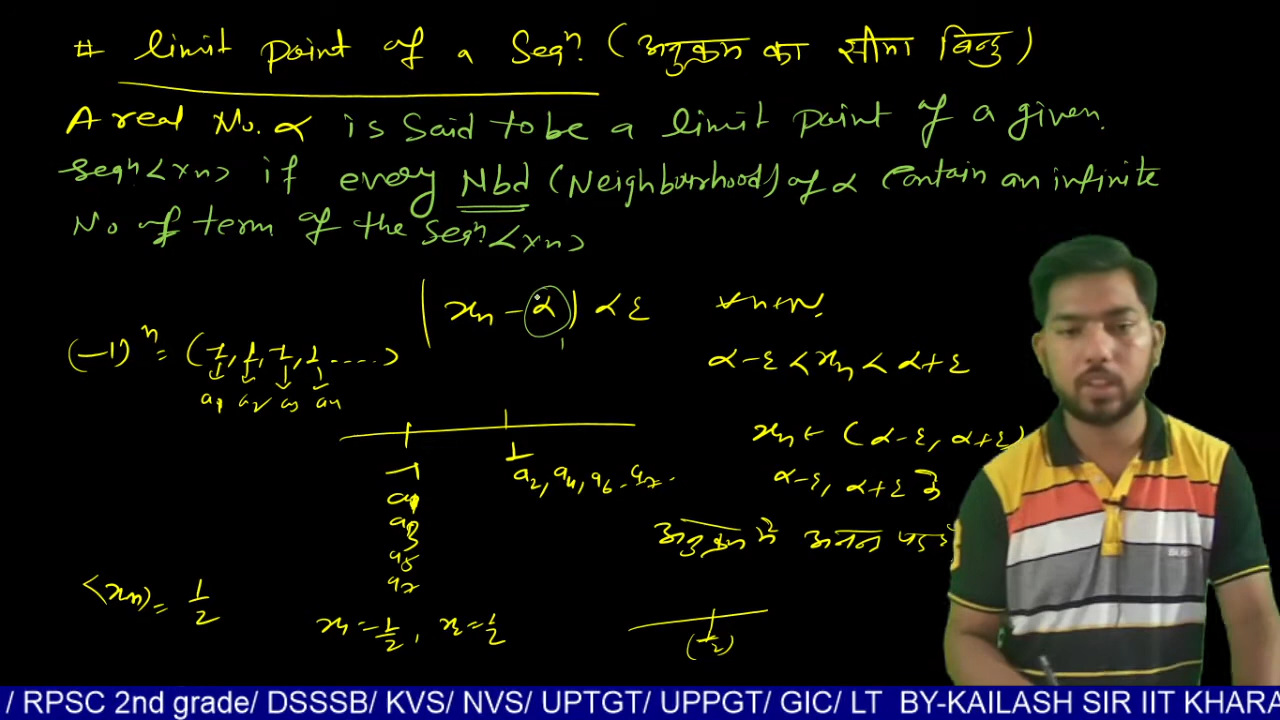 # limit point of a Seqⁿ (अनुक्रम का सीमा बिन्दु)
A real No. α is said to be a limit point of a given
seqⁿ <xn> if every Nbd (Neighbourhood) of α contain an infinite
No of term of the seqⁿ <xn>
|xn - α| < ε ∀n∈N
(-1)ⁿ = (-1, 1, -1, 1 .....>
a1 a2 a3 a4
α-ε < xn < α+ε
xn ∈ (α-ε, α+ε)
-1 1
a2, a4, a6
a1
a3
a5
a7
α-ε, α+ε में
अनुक्रम के अनन्त पद
<xn> = 1/2
x1 = 1/2, x2 = 1/2
(1/2)
/ RPSC 2nd grade/ DSSSB/ KVS/ NVS/ UPTGT/ UPPGT/ GIC/ LT BY-KAILASH SIR IIT KHARA